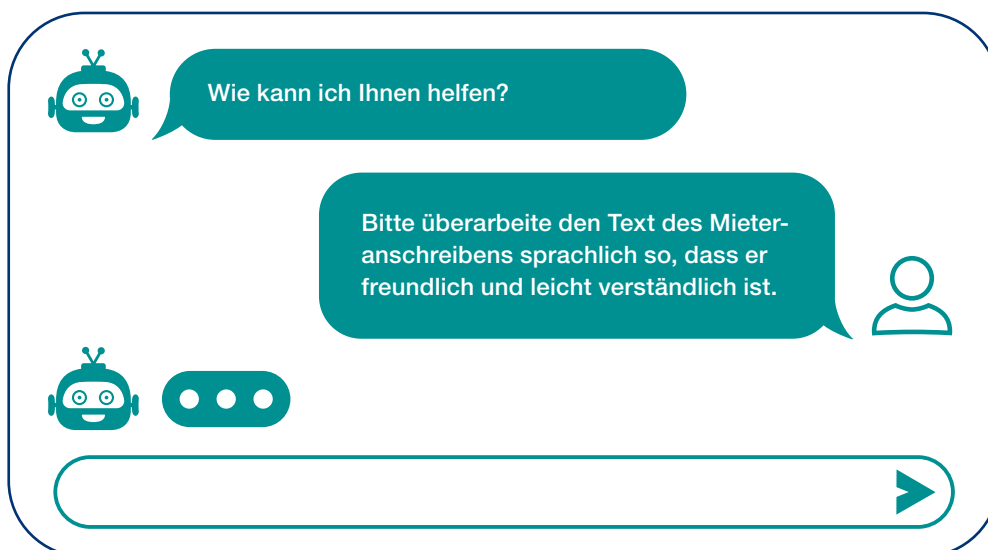 Wie kann ich Ihnen helfen?
Bitte überarbeite den Text des Mieter-
anschreibens sprachlich so, dass er
freundlich und leicht verständlich ist.